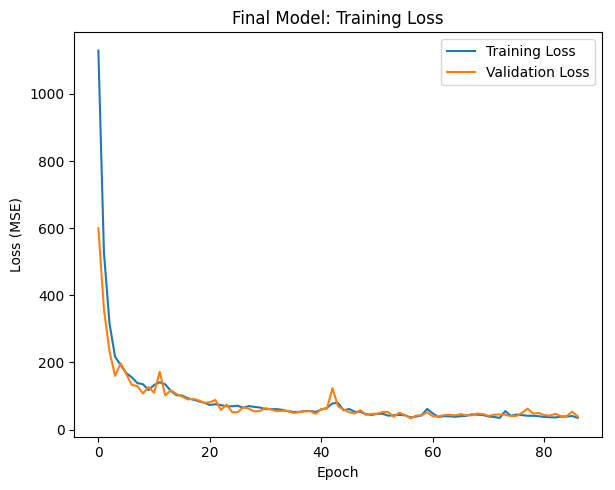 Final Model: Training Loss
Training Loss
Validation Loss
Loss (MSE)
1000
800
600
400
200
0
0 20 40 60 80
Epoch